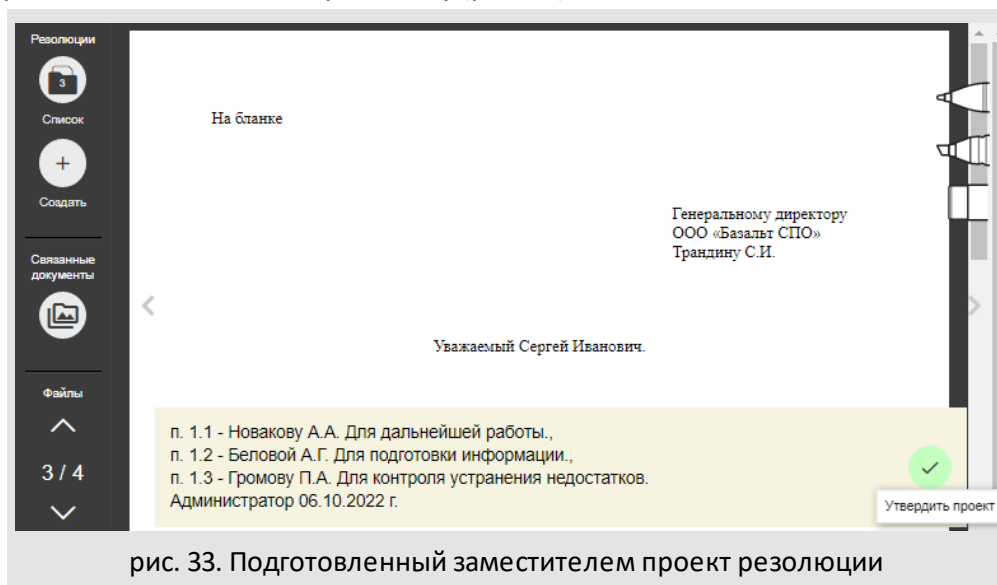 Резолюции
3
Список
+
Создать
Связанные
документы
Файлы
3 / 4
На бланке
Генеральному директору
ООО «Базальт СПО»
Трандину С.И.
Уважаемый Сергей Иванович.
п. 1.1 - Новакову А.А. Для дальнейшей работы.,
п. 1.2 - Беловой А.Г. Для подготовки информации.,
п. 1.3 - Громову П.А. Для контроля устранения недостатков.
Администратор 06.10.2022 г.
Утвердить проект
рис. 33. Подготовленный заместителем проект резолюции